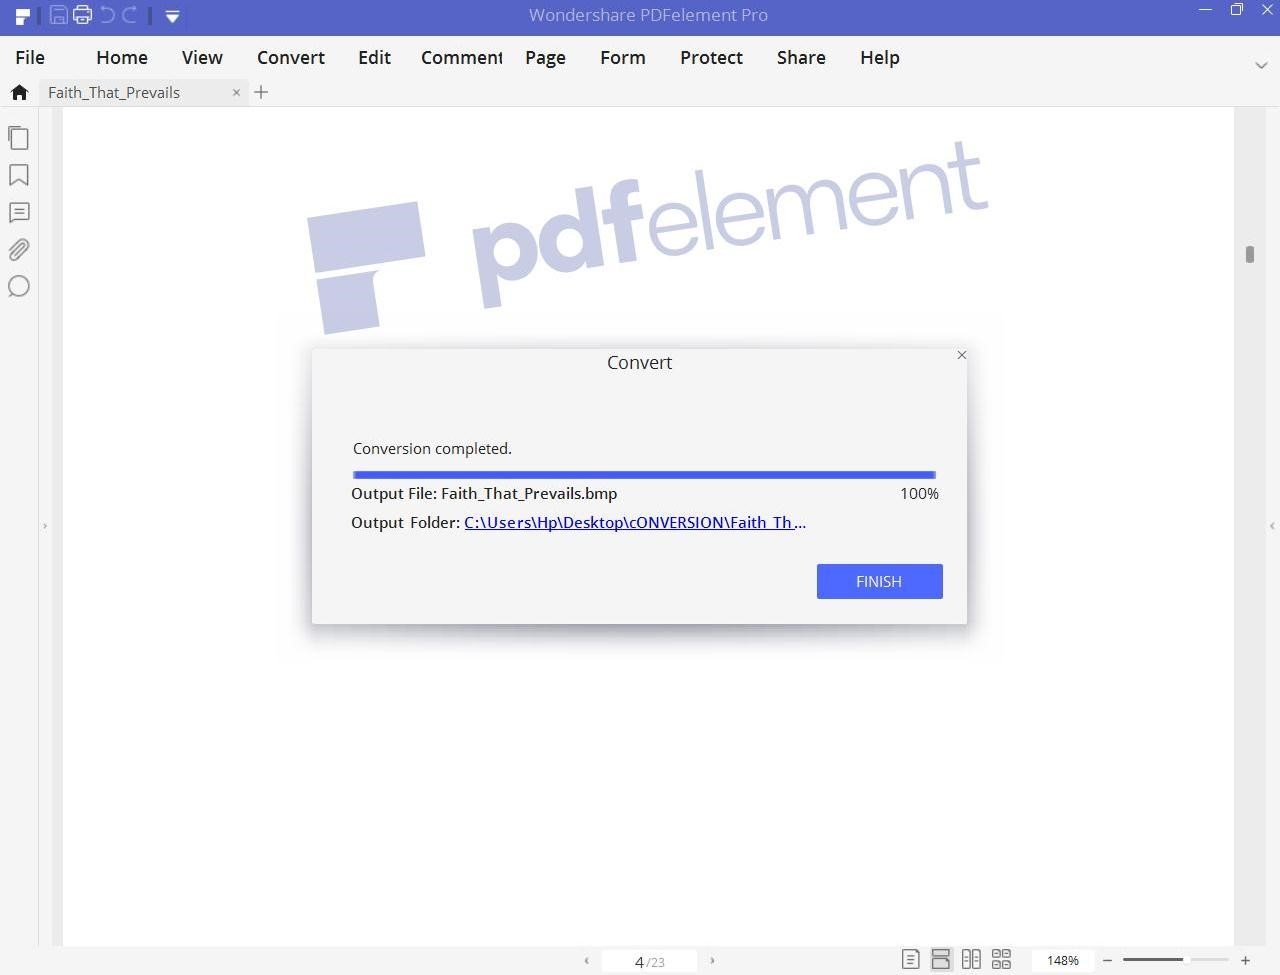 Wondershare PDFelement Pro
File Home View Convert Edit Comment Page Form Protect Share Help
Faith_That_Prevails
pdfelement
Convert
Conversion completed.
Output File: Faith_That_Prevails.bmp 100%
Output Folder: C:\Users\Hp\Desktop\cONVERSION\Faith_Th...
FINISH
4/23 148%